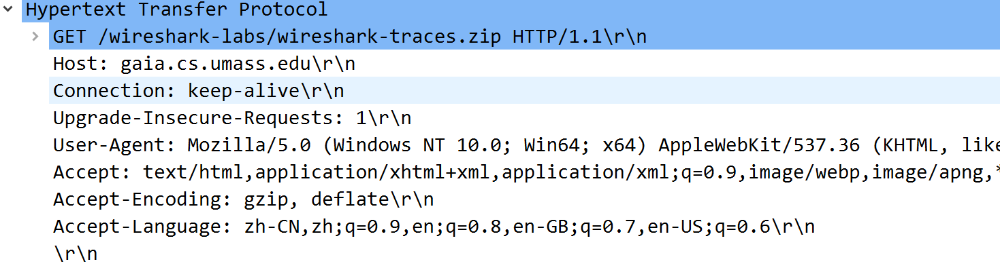 Hypertext Transfer Protocol
GET /wireshark-labs/wireshark-traces.zip HTTP/1.1\r\n
Host: gaia.cs.umass.edu\r\n
Connection: keep-alive\r\n
Upgrade-Insecure-Requests: 1\r\n
User-Agent: Mozilla/5.0 (Windows NT 10.0; Win64; x64) AppleWebKit/537.36 (KHTML, like
Accept: text/html,application/xhtml+xml,application/xml;q=0.9,image/webp,image/apng,*
Accept-Encoding: gzip, deflate\r\n
Accept-Language: zh-CN,zh;q=0.9,en;q=0.8,en-GB;q=0.7,en-US;q=0.6\r\n
\r\n